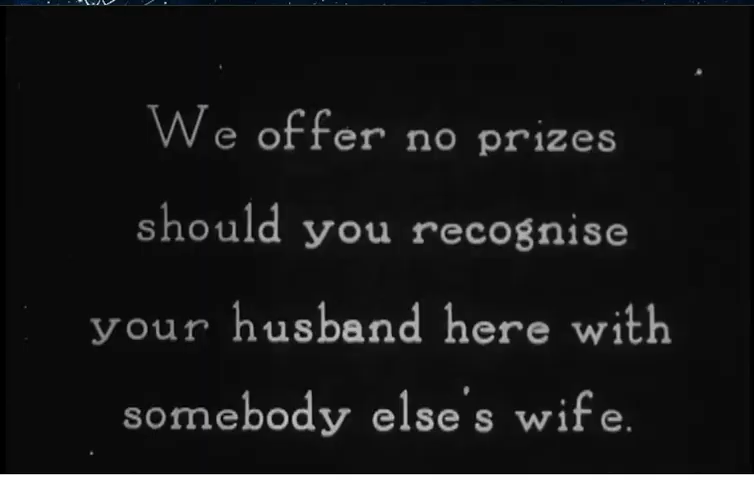 We offer no prizes
should you recognise
your husband here with
somebody else's wife.